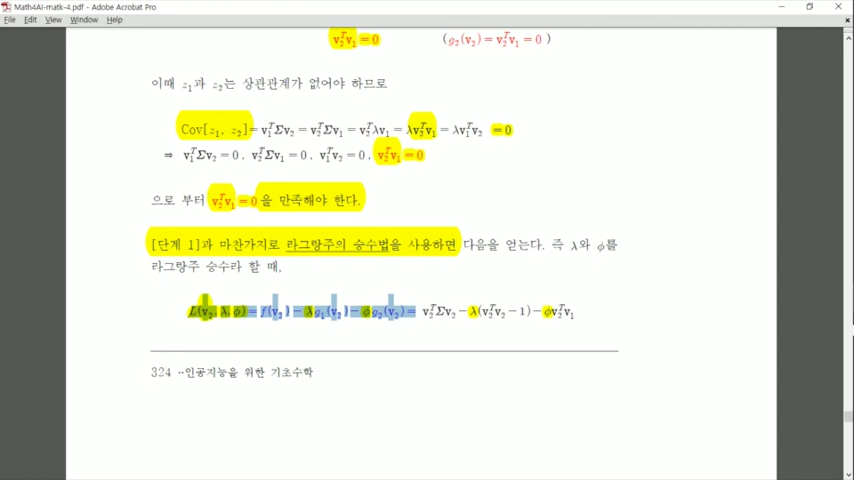 Math4AI-matk-4.pdf - Adobe Acrobat Pro
File Edit View Window Help
v₂ᵀv₁ = 0 ( g₂(v₂) = v₂ᵀv₁ = 0 )
이때 z₁과 z₂는 상관관계가 없어야 하므로
Cov[z₁, z₂] = v₁ᵀΣv₂ = v₂ᵀΣv₁ = v₂ᵀλv₁ = λv₂ᵀv₁ = λv₁ᵀv₂ = 0
⇒ v₁ᵀΣv₂ = 0 , v₂ᵀΣv₁ = 0 , v₁ᵀv₂ = 0 , v₂ᵀv₁ = 0
으로 부터 v₂ᵀv₁ = 0 을 만족해야 한다.
[단계 1]과 마찬가지로 라그랑주의 승수법을 사용하면 다음을 얻는다. 즉 λ와 ϕ를
라그랑주 승수라 할 때,
L(v₂, λ, ϕ) = f(v₂) − λg₁(v₂) − ϕg₂(v₂) = v₂ᵀΣv₂ − λ(v₂ᵀv₂ − 1) − ϕv₂ᵀv₁
324 ··인공지능을 위한 기초수학